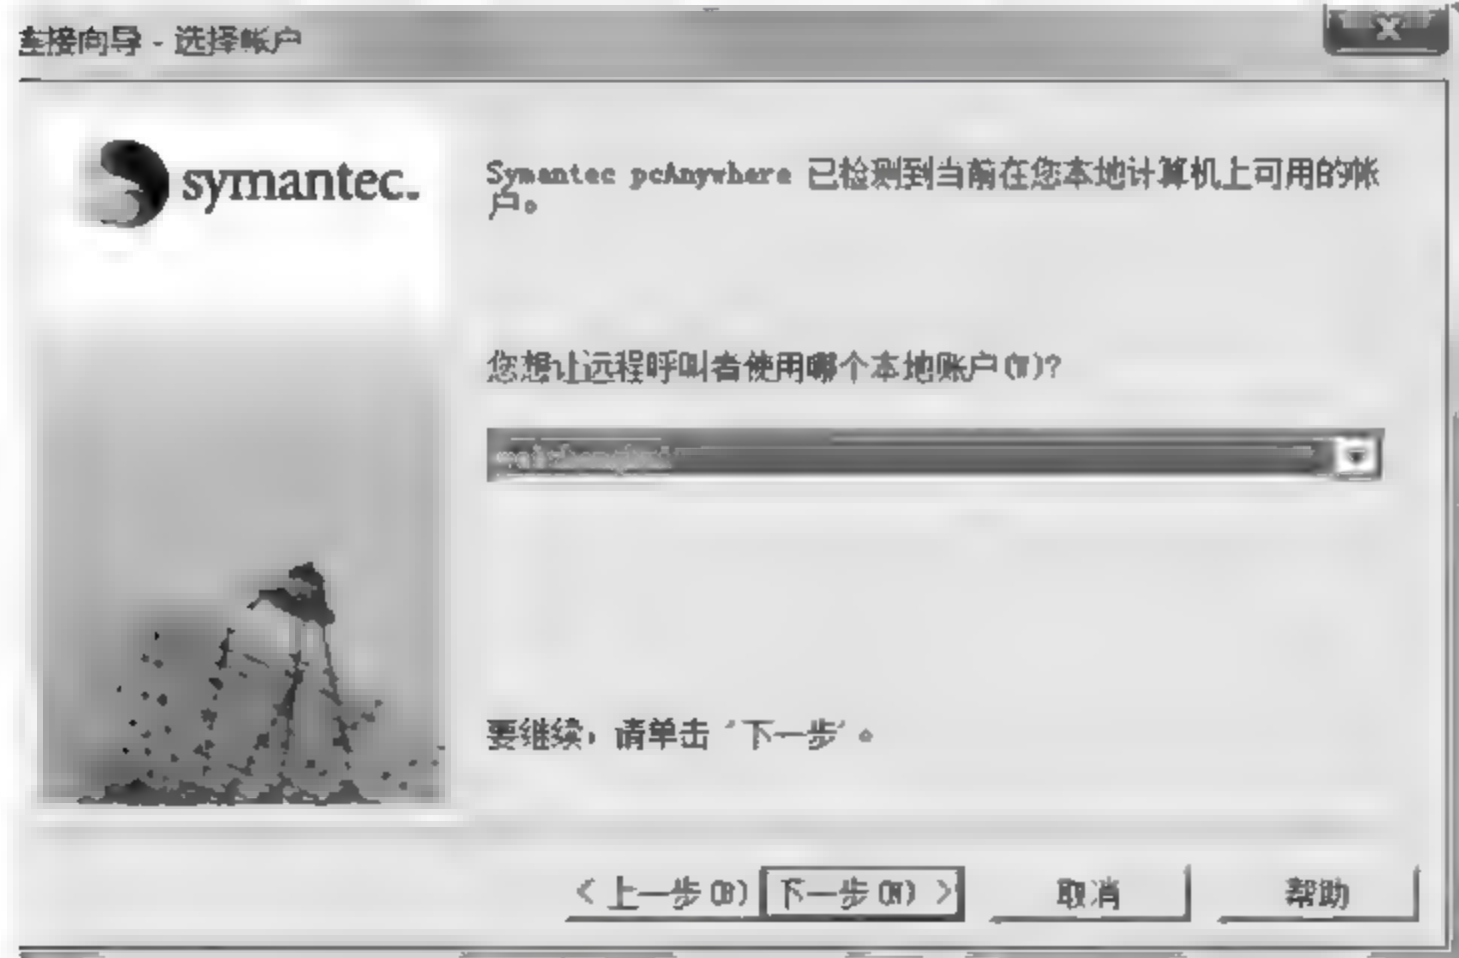 连接向导 - 选择帐户
symantec.
Symantec pcAnywhere 已检测到当前在您本地计算机上可用的帐
户。
您想让远程呼叫者使用哪个本地账户(W)?
要继续，请单击‘下一步’。
< 上一步(B)
下一步(N) >
取消
帮助